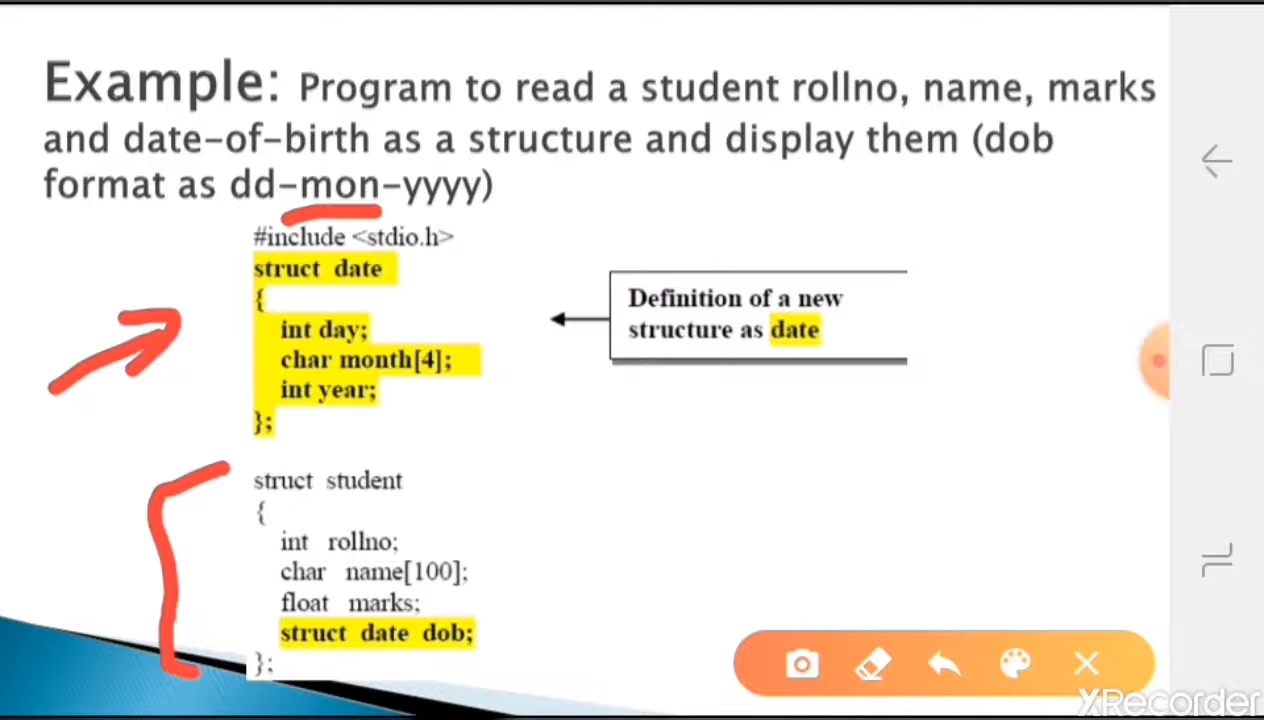 Example: Program to read a student rollno, name, marks
and date-of-birth as a structure and display them (dob
format as dd-mon-yyyy)
#include <stdio.h>
struct date
{
int day;
char month[4];
int year;
};
Definition of a new
structure as date
struct student
{
int rollno;
char name[100];
float marks;
struct date dob;
};
XRecorder